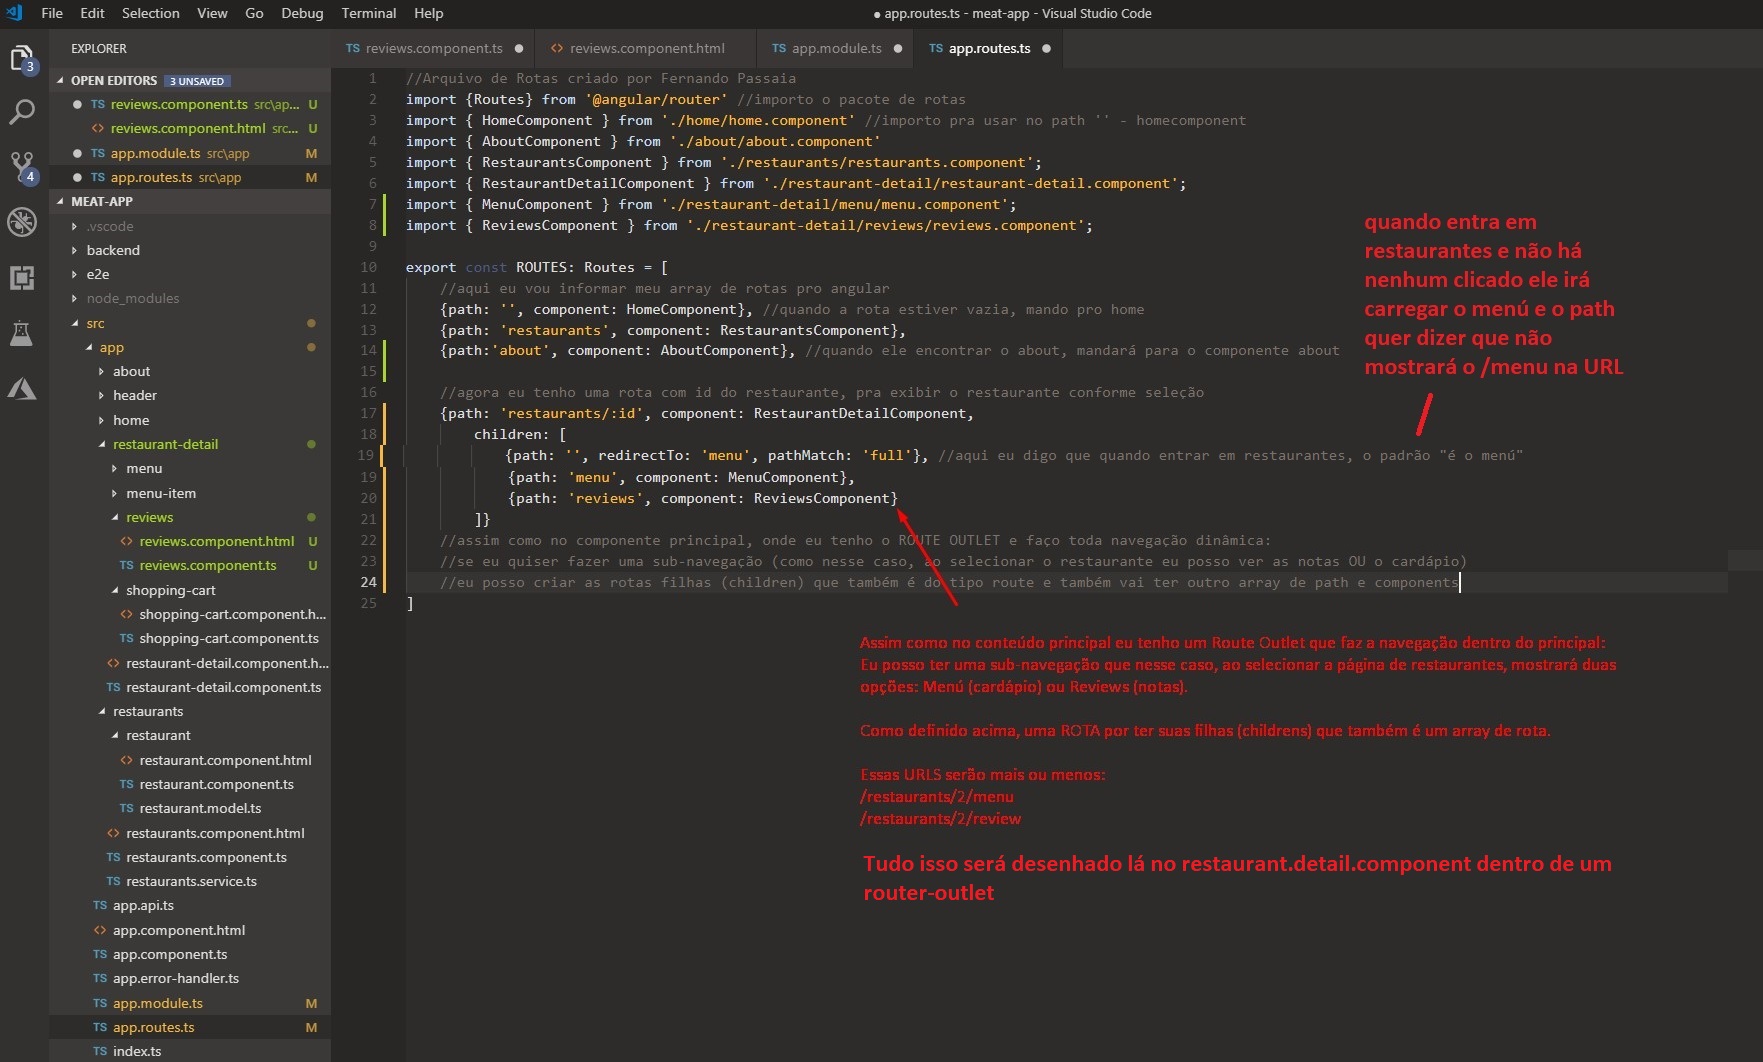 File Edit Selection View Go Debug Terminal Help
● app.routes.ts - meat-app - Visual Studio Code
EXPLORER
OPEN EDITORS 3 UNSAVED
● TS reviews.component.ts src\ap... U
<> reviews.component.html src... U
● TS app.module.ts src\app M
● TS app.routes.ts src\app M
MEAT-APP
.vscode
backend
e2e
node_modules
src
app
about
header
home
restaurant-detail
menu
menu-item
reviews
<> reviews.component.html U
TS reviews.component.ts U
shopping-cart
<> shopping-cart.component.h...
TS shopping-cart.component.ts
<> restaurant-detail.component.h...
TS restaurant-detail.component.ts
restaurants
restaurant
<> restaurant.component.html
TS restaurant.component.ts
TS restaurant.model.ts
<> restaurants.component.html
TS restaurants.component.ts
TS restaurants.service.ts
TS app.api.ts
<> app.component.html
TS app.component.ts
TS app.error-handler.ts
TS app.module.ts M
TS app.routes.ts M
TS index.ts
3
4
TS reviews.component.ts ● <> reviews.component.html TS app.module.ts ● TS app.routes.ts ●
1 //Arquivo de Rotas criado por Fernando Passaia
2 import {Routes} from '@angular/router' //importo o pacote de rotas
3 import { HomeComponent } from './home/home.component' //importo pra usar no path '' - homecomponent
4 import { AboutComponent } from './about/about.component'
5 import { RestaurantsComponent } from './restaurants/restaurants.component';
6 import { RestaurantDetailComponent } from './restaurant-detail/restaurant-detail.component';
7 import { MenuComponent } from './restaurant-detail/menu/menu.component';
8 import { ReviewsComponent } from './restaurant-detail/reviews/reviews.component';
9
10 export const ROUTES: Routes = [
11 //aqui eu vou informar meu array de rotas pro angular
12 {path: '', component: HomeComponent}, //quando a rota estiver vazia, mando pro home
13 {path: 'restaurants', component: RestaurantsComponent},
14 {path:'about', component: AboutComponent}, //quando ele encontrar o about, mandará para o componente about
15
16 //agora eu tenho uma rota com id do restaurante, pra exibir o restaurante conforme seleção
17 {path: 'restaurants/:id', component: RestaurantDetailComponent,
18 children: [
19 {path: '', redirectTo: 'menu', pathMatch: 'full'}, //aqui eu digo que quando entrar em restaurantes, o padrão "é o menú"
19 {path: 'menu', component: MenuComponent},
20 {path: 'reviews', component: ReviewsComponent}
21 ]}
22 //assim como no componente principal, onde eu tenho o ROUTE OUTLET e faço toda navegação dinâmica:
23 //se eu quiser fazer uma sub-navegação (como nesse caso, ao selecionar o restaurante eu posso ver as notas OU o cardápio)
24 //eu posso criar as rotas filhas (children) que também é do tipo route e também vai ter outro array de path e components
25 ]
quando entra em
restaurantes e não há
nenhum clicado ele irá
carregar o menú e o path
quer dizer que não
mostrará o /menu na URL
Assim como no conteúdo principal eu tenho um Route Outlet que faz a navegação dentro do principal:
Eu posso ter uma sub-navegação que nesse caso, ao selecionar a página de restaurantes, mostrará duas
opções: Menú (cardápio) ou Reviews (notas).
Como definido acima, uma ROTA por ter suas filhas (childrens) que também é um array de rota.
Essas URLS serão mais ou menos:
/restaurants/2/menu
/restaurants/2/review
Tudo isso será desenhado lá no restaurant.detail.component dentro de um
router-outlet